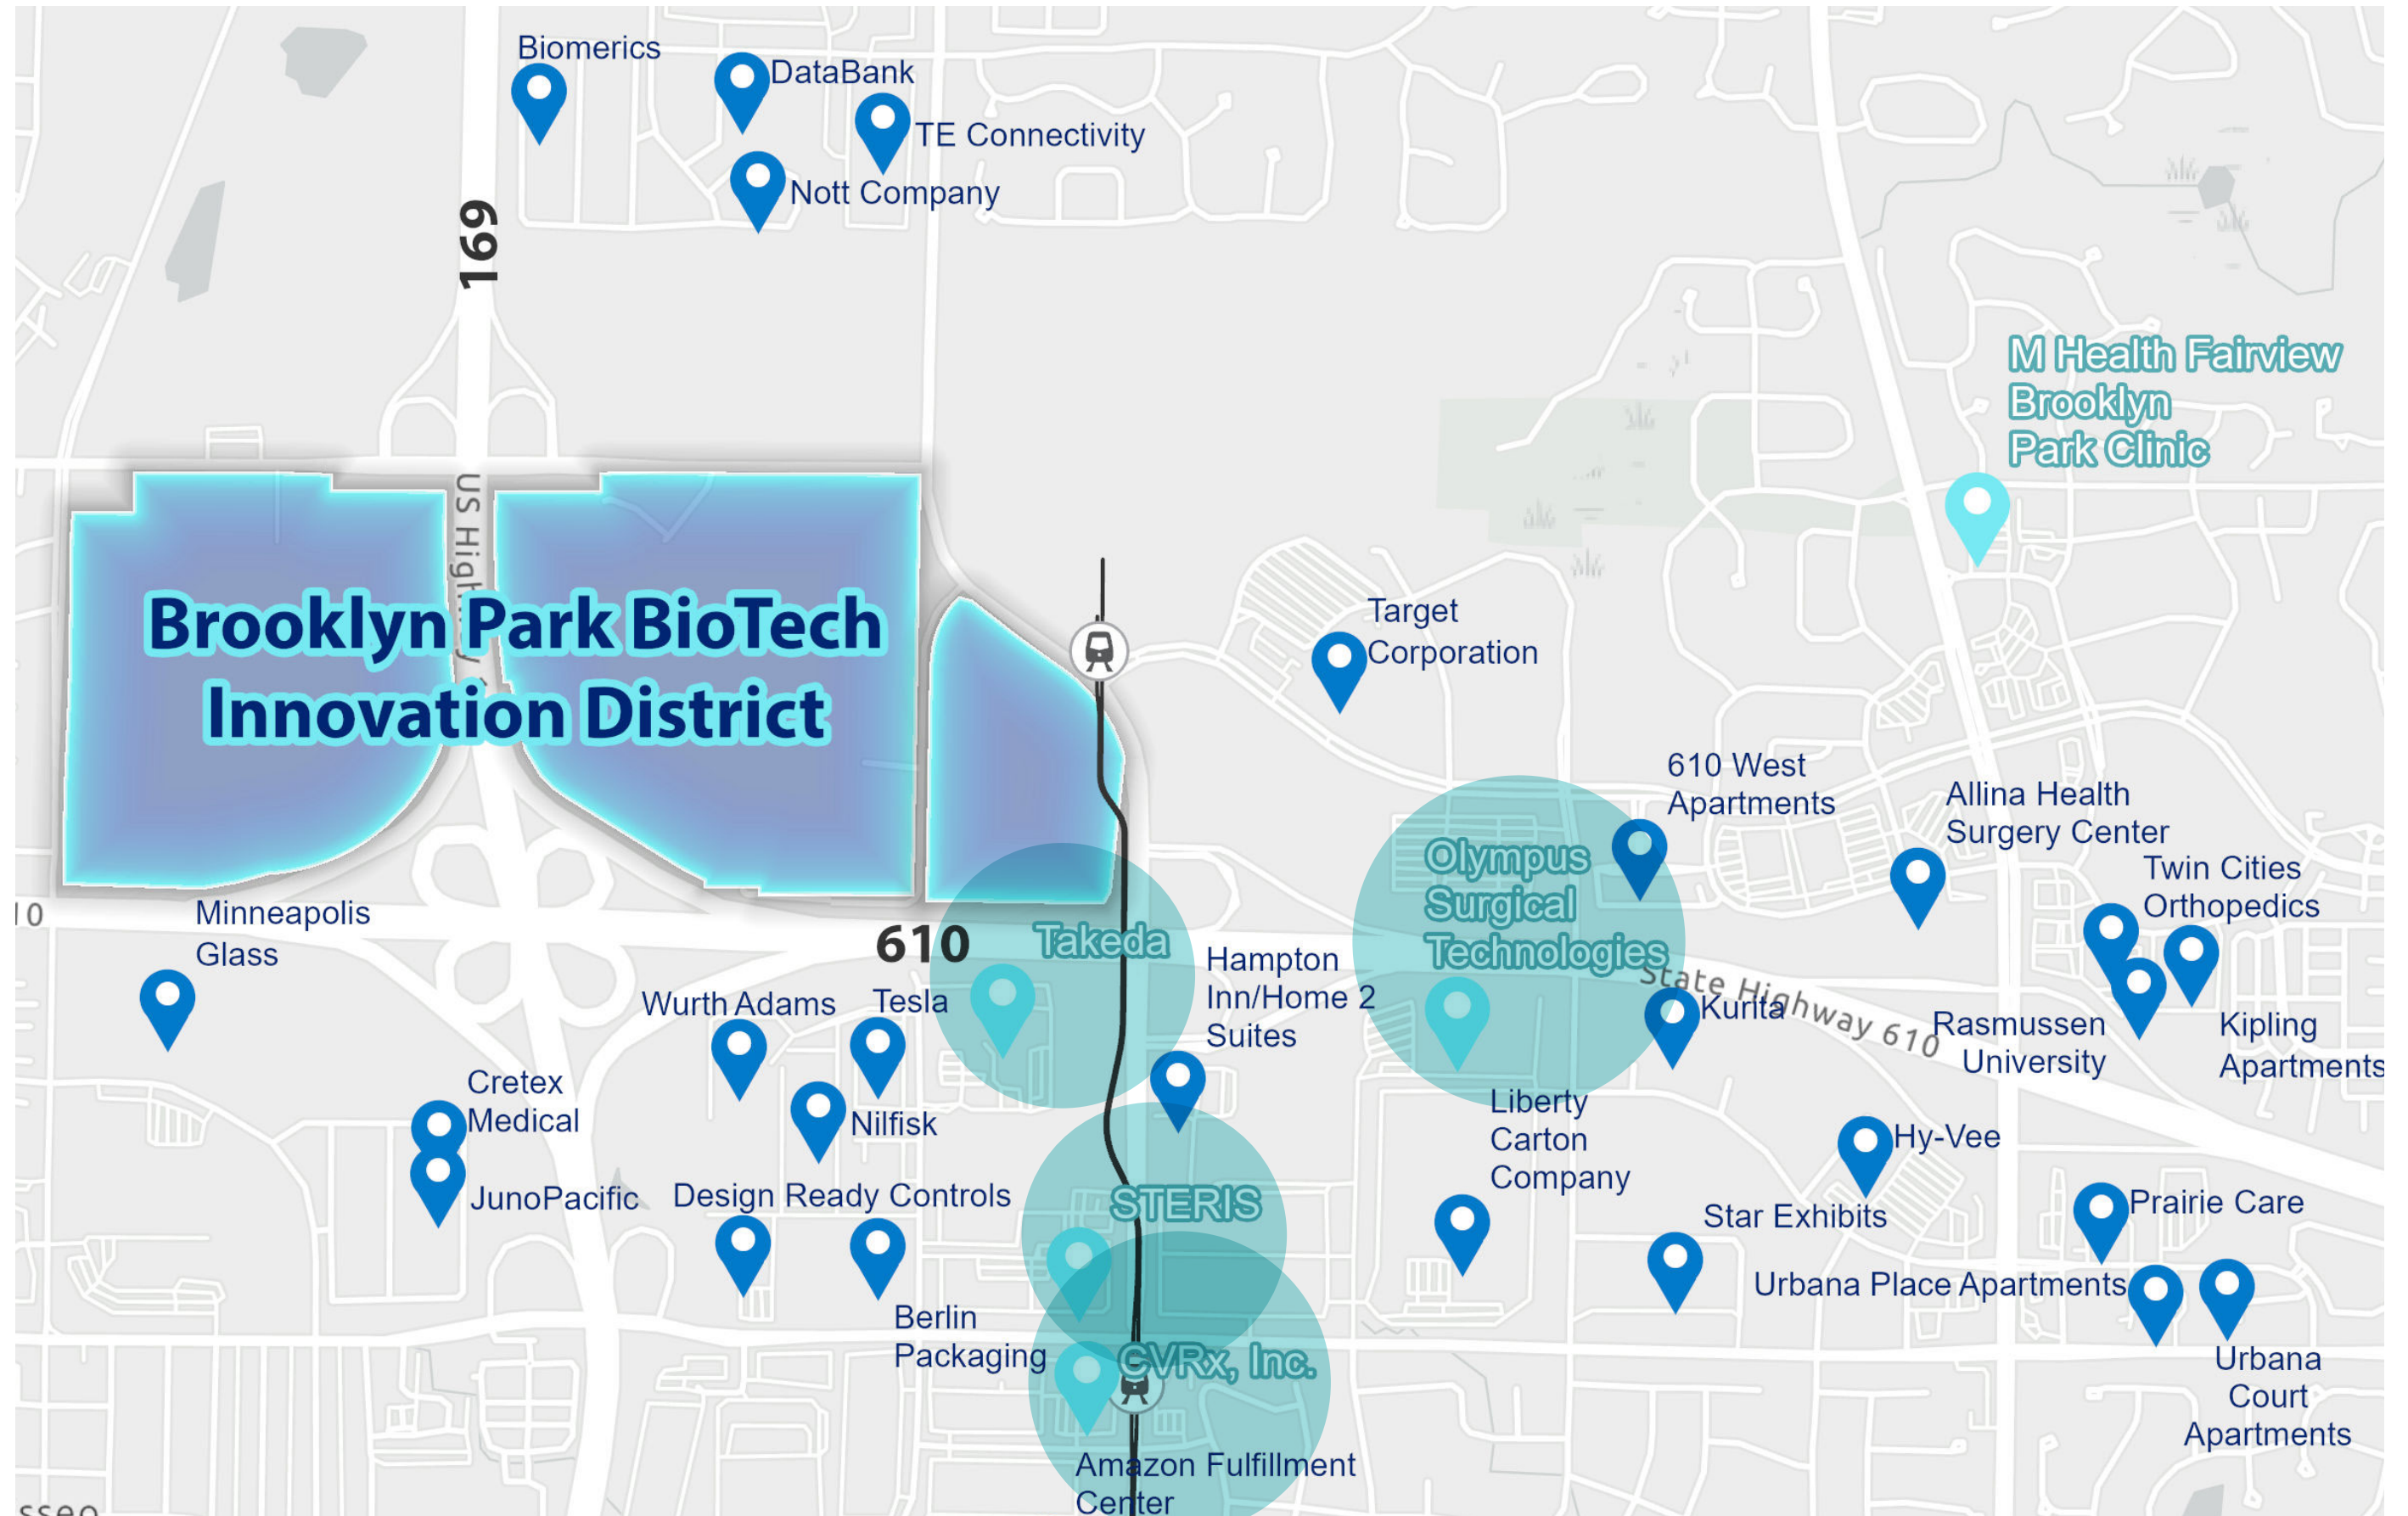 Biomerics
DataBank
TE Connectivity
Nott Company
169
M Health Fairview
Brooklyn
Park Clinic
US Highway
Brooklyn Park BioTech
Innovation District
Target
Corporation
610 West
Apartments
Allina Health
Surgery Center
Twin Cities
Orthopedics
Olympus
Surgical
Technologies
10
Minneapolis
Glass
610
Takeda
Hampton
Inn/Home 2
Suites
State Highway 610
Kurita
Rasmussen
University
Kipling
Apartments
Wurth Adams
Tesla
Cretex
Medical
Nilfisk
Liberty
Carton
Company
Hy-Vee
JunoPacific
Design Ready Controls
STERIS
Star Exhibits
Prairie Care
Urbana Place Apartments
Berlin
Packaging
CVRx, Inc.
Urbana
Court
Apartments
Amazon Fulfillment
Center
sseo